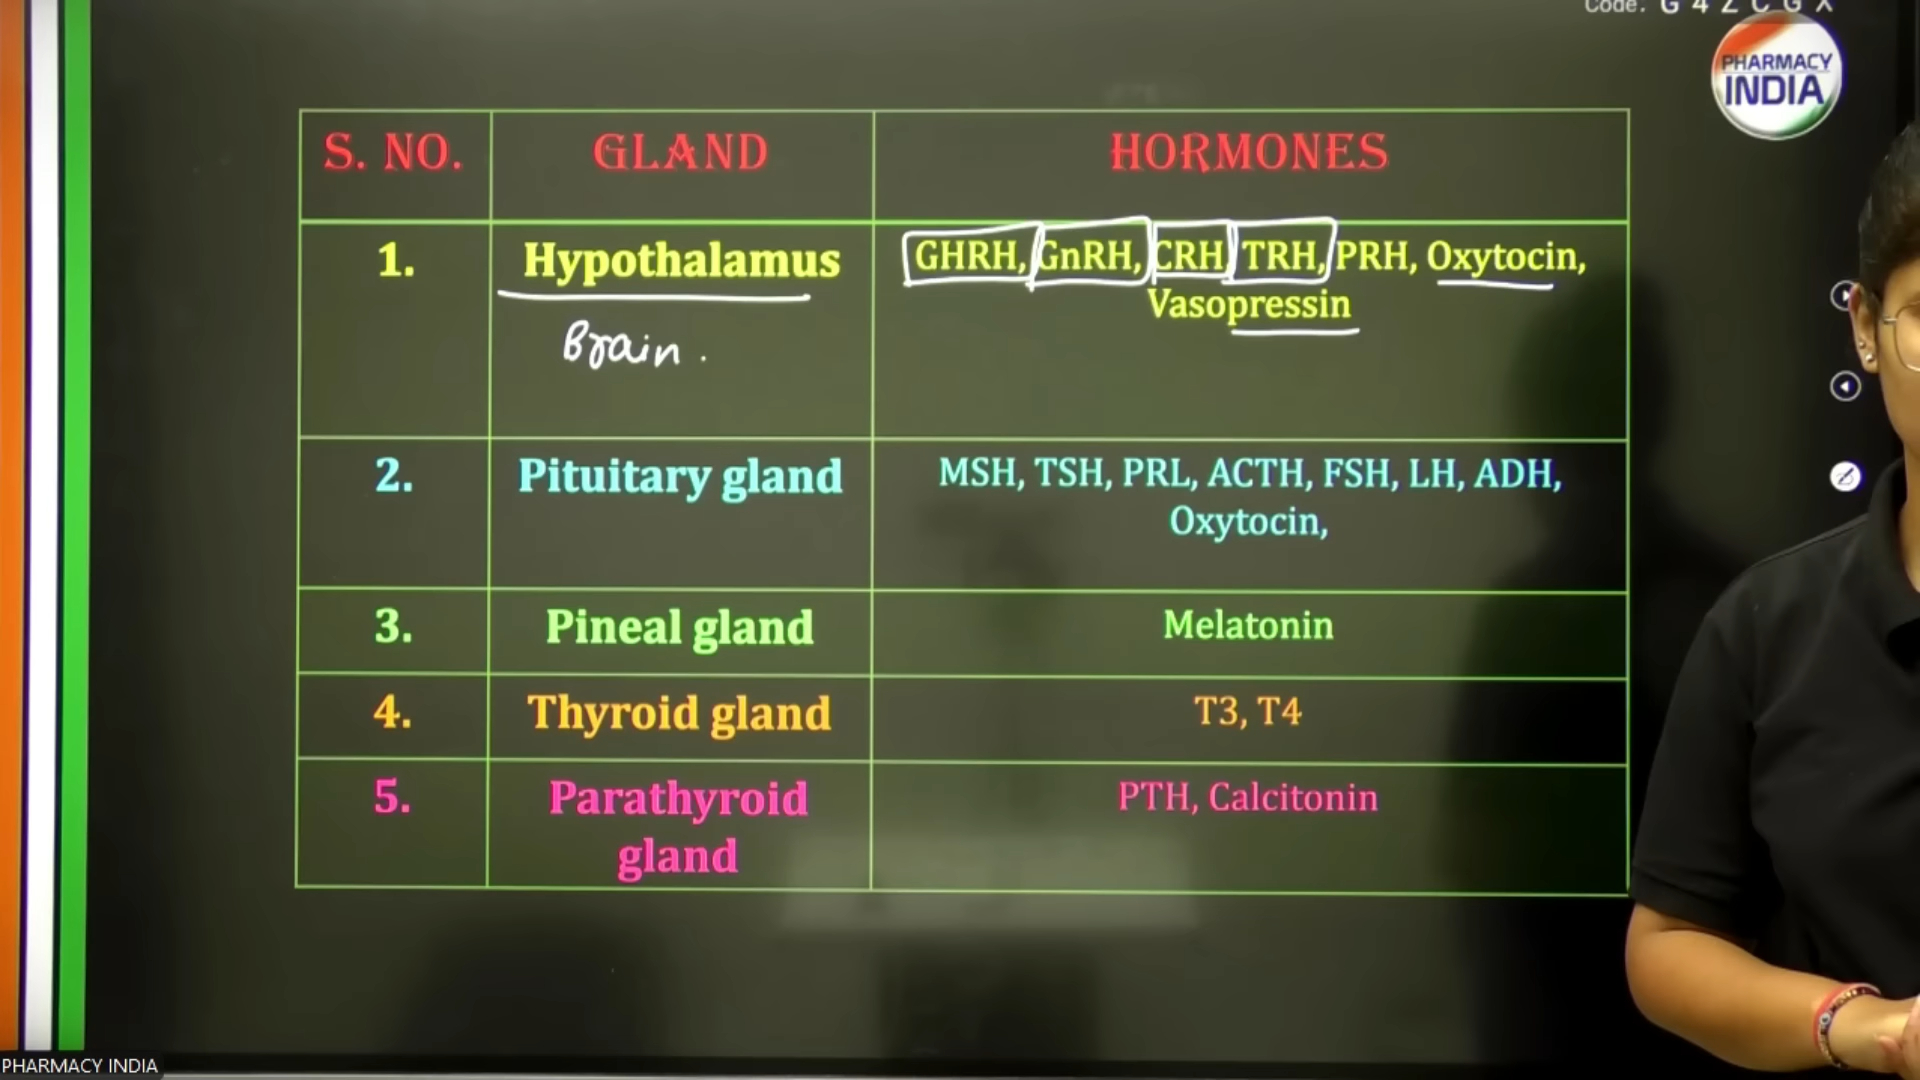 Code: G 4 Z C G X
PHARMACY
INDIA
S. NO. GLAND HORMONES
1. Hypothalamus GHRH, GnRH, CRH, TRH, PRH, Oxytocin,
Vasopressin
Brain.
2. Pituitary gland MSH, TSH, PRL, ACTH, FSH, LH, ADH,
Oxytocin,
3. Pineal gland Melatonin
4. Thyroid gland T3, T4
5. Parathyroid PTH, Calcitonin
gland
PHARMACY INDIA